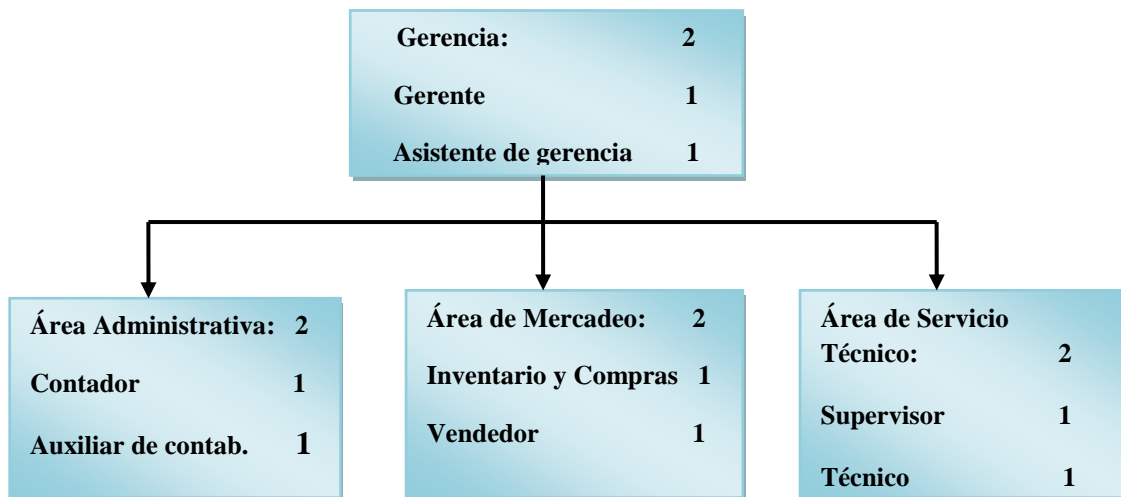 Gerencia: 2
Gerente 1
Asistente de gerencia 1
Área Administrativa: 2
Contador 1
Auxiliar de contab. 1
Área de Mercadeo: 2
Inventario y Compras 1
Vendedor 1
Área de Servicio
Técnico: 2
Supervisor 1
Técnico 1